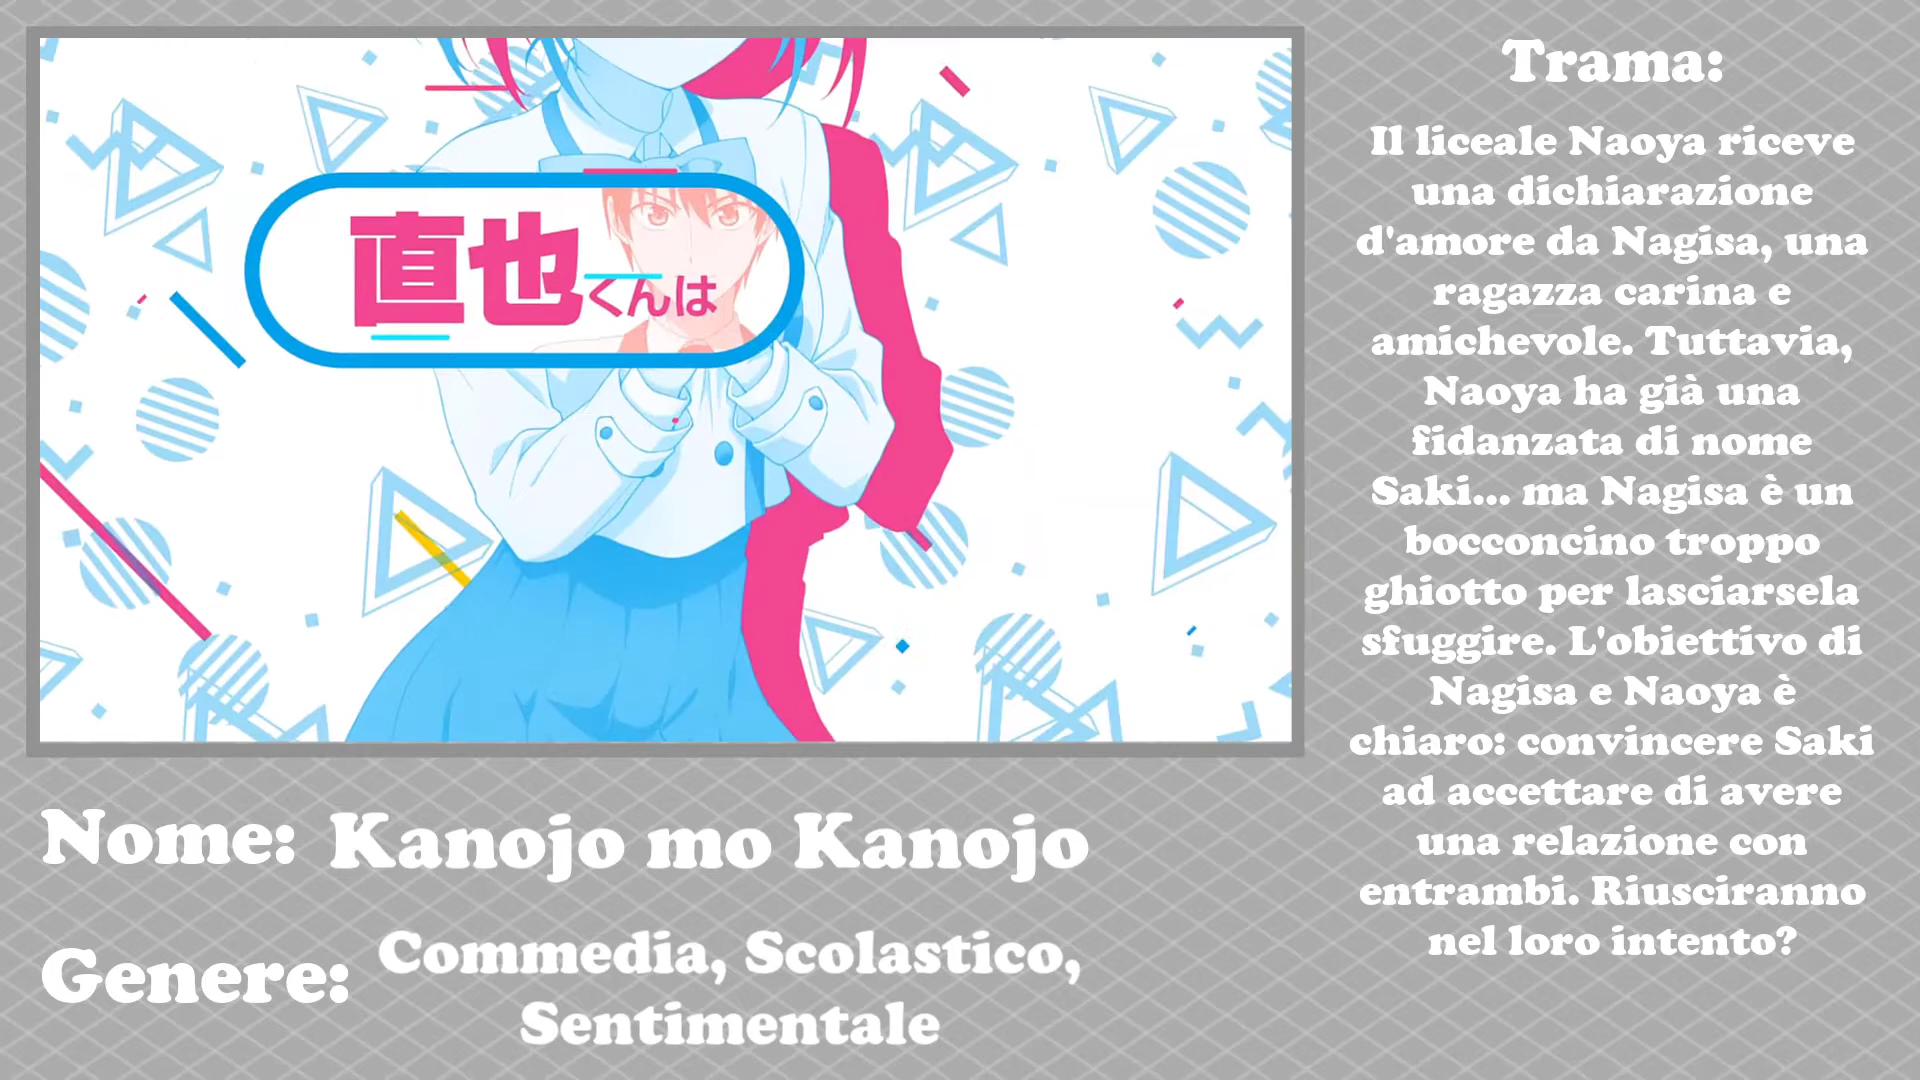 直也くんは
Trama:
Il liceale Naoya riceve
una dichiarazione
d'amore da Nagisa, una
ragazza carina e
amichevole. Tuttavia,
Naoya ha già una
fidanzata di nome
Saki... ma Nagisa è un
bocconcino troppo
ghiotto per lasciarsela
sfuggire. L'obiettivo di
Nagisa e Naoya è
chiaro: convincere Saki
ad accettare di avere
una relazione con
entrambi. Riusciranno
nel loro intento?
Nome: Kanojo mo Kanojo
Genere: Commedia, Scolastico,
Sentimentale